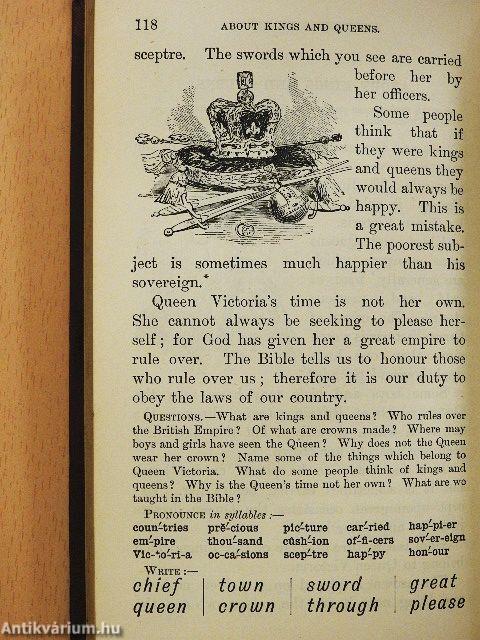 118 ABOUT KINGS AND QUEENS.
sceptre. The swords which you see are carried
before her by
her officers.
Some people
think that if
they were kings
and queens they
would always be
happy. This is
a great mistake.
The poorest sub-
ject is sometimes much happier than his
sovereign.*
Queen Victoria's time is not her own.
She cannot always be seeking to please her-
self; for God has given her a great empire to
rule over. The Bible tells us to honour those
who rule over us; therefore it is our duty to
obey the laws of our country.
QUESTIONS.—What are kings and queens? Who rules over
the British Empire? Of what are crowns made? Where may
boys and girls have seen the Queen? Why does not the Queen
wear her crown? Name some of the things which belong to
Queen Victoria. What do some people think of kings and
queens? Why is the Queen's time not her own? What are we
taught in the Bible?
PRONOUNCE in syllables:—
coun´-tries prĕ´-cious pic´-ture car´-ried hap´-pi-er
em´-pire thou´-sand cûsh´-ion of´-fi-cers sov´-er-eign
Vic-to´-ri-a oc-ca´-sions scep´-tre hap´-py hon´-our
WRITE:—
chief town sword great
queen crown through please
Antikvárium.hu